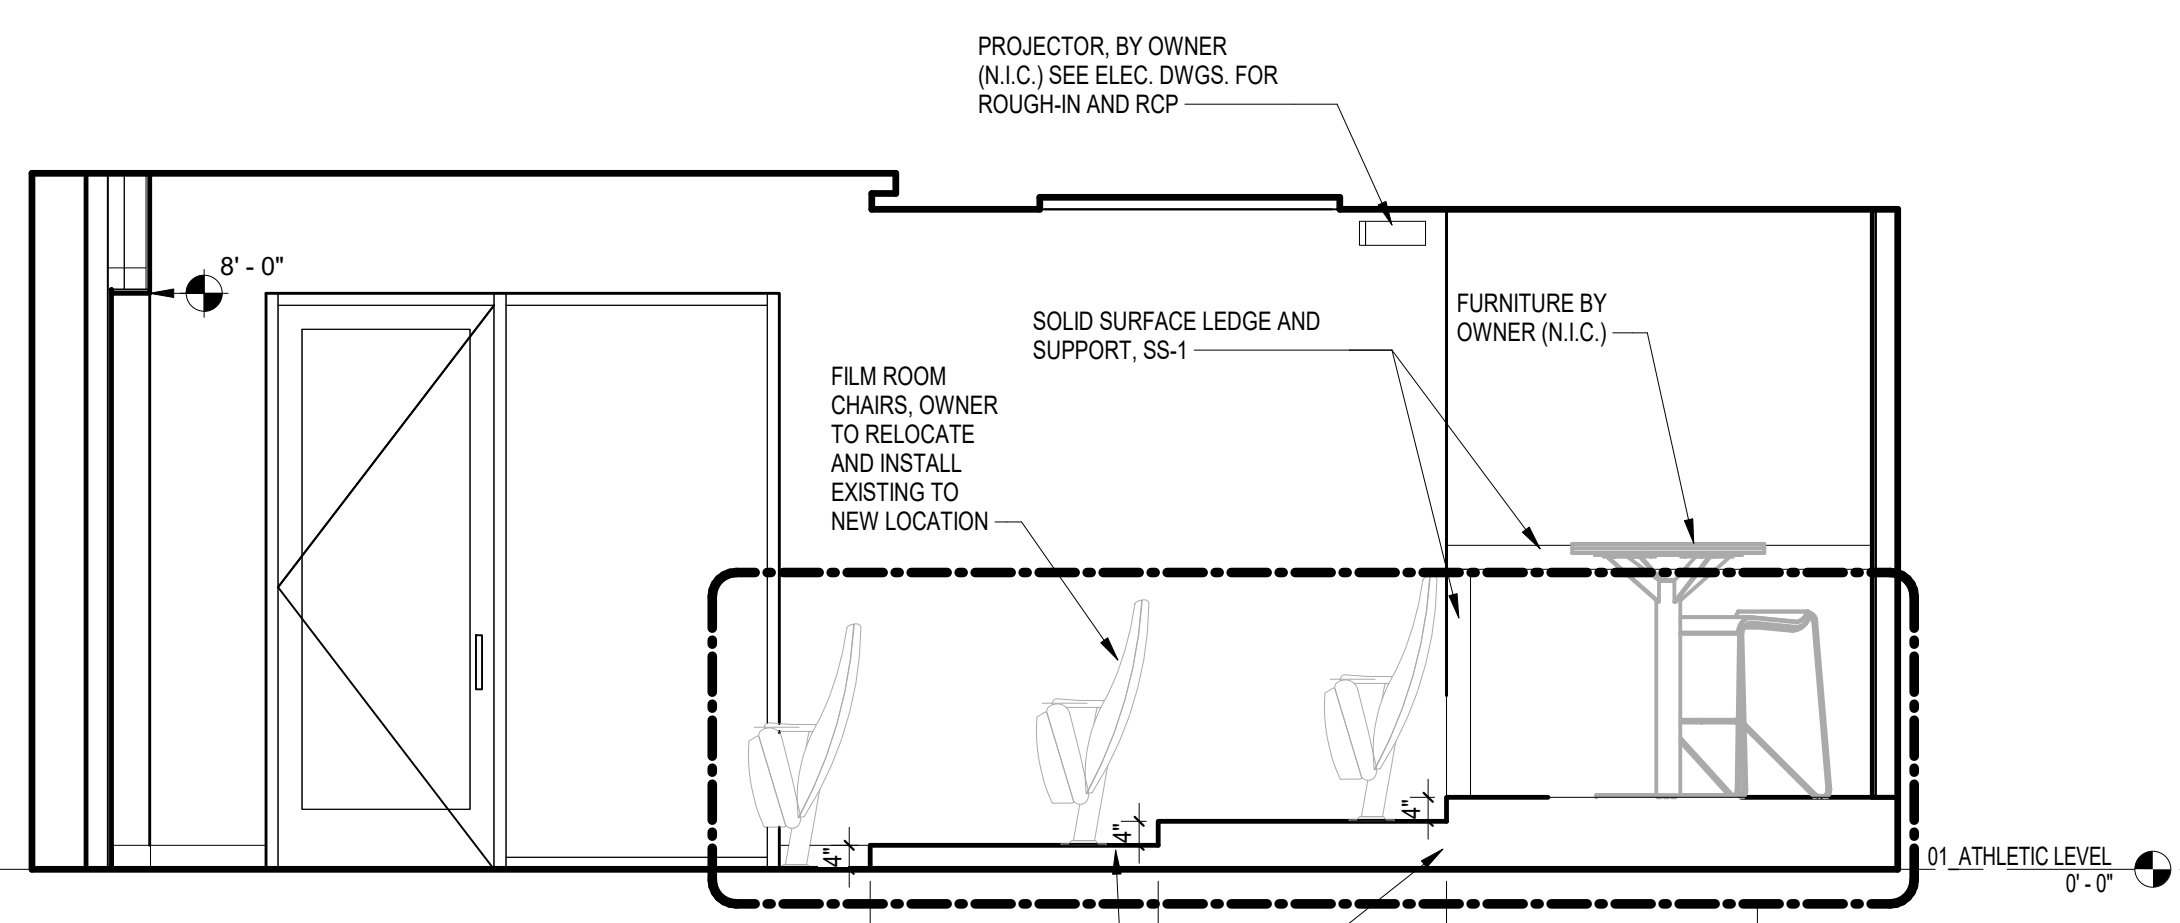 PROJECTOR, BY OWNER
(N.I.C.) SEE ELEC. DWGS. FOR
ROUGH-IN AND RCP
8' - 0"
SOLID SURFACE LEDGE AND
SUPPORT, SS-1
FURNITURE BY
OWNER (N.I.C.)
FILM ROOM
CHAIRS, OWNER
TO RELOCATE
AND INSTALL
EXISTING TO
NEW LOCATION
4"
4"
4"
01_ATHLETIC LEVEL
0' - 0"